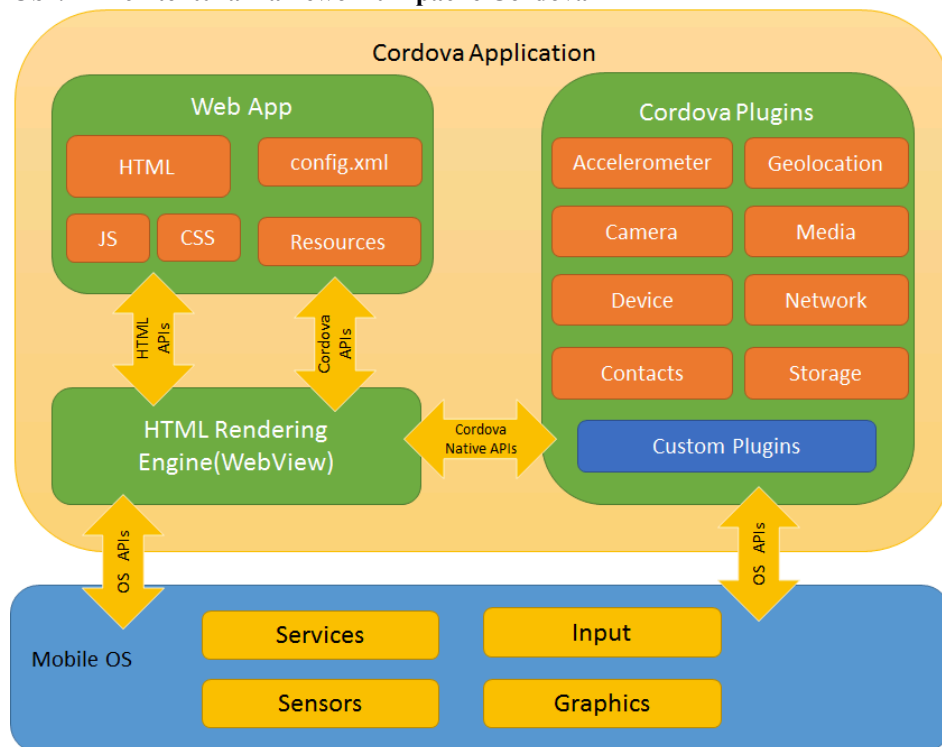 Cordova Application
Web App
HTML
config.xml
JS
CSS
Resources
HTML
APIs
Cordova
APIs
HTML Rendering
Engine(WebView)
Cordova
Native APIs
Cordova Plugins
Accelerometer
Geolocation
Camera
Media
Device
Network
Contacts
Storage
Custom Plugins
OS APIs
OS APIs
Mobile OS
Services
Input
Sensors
Graphics